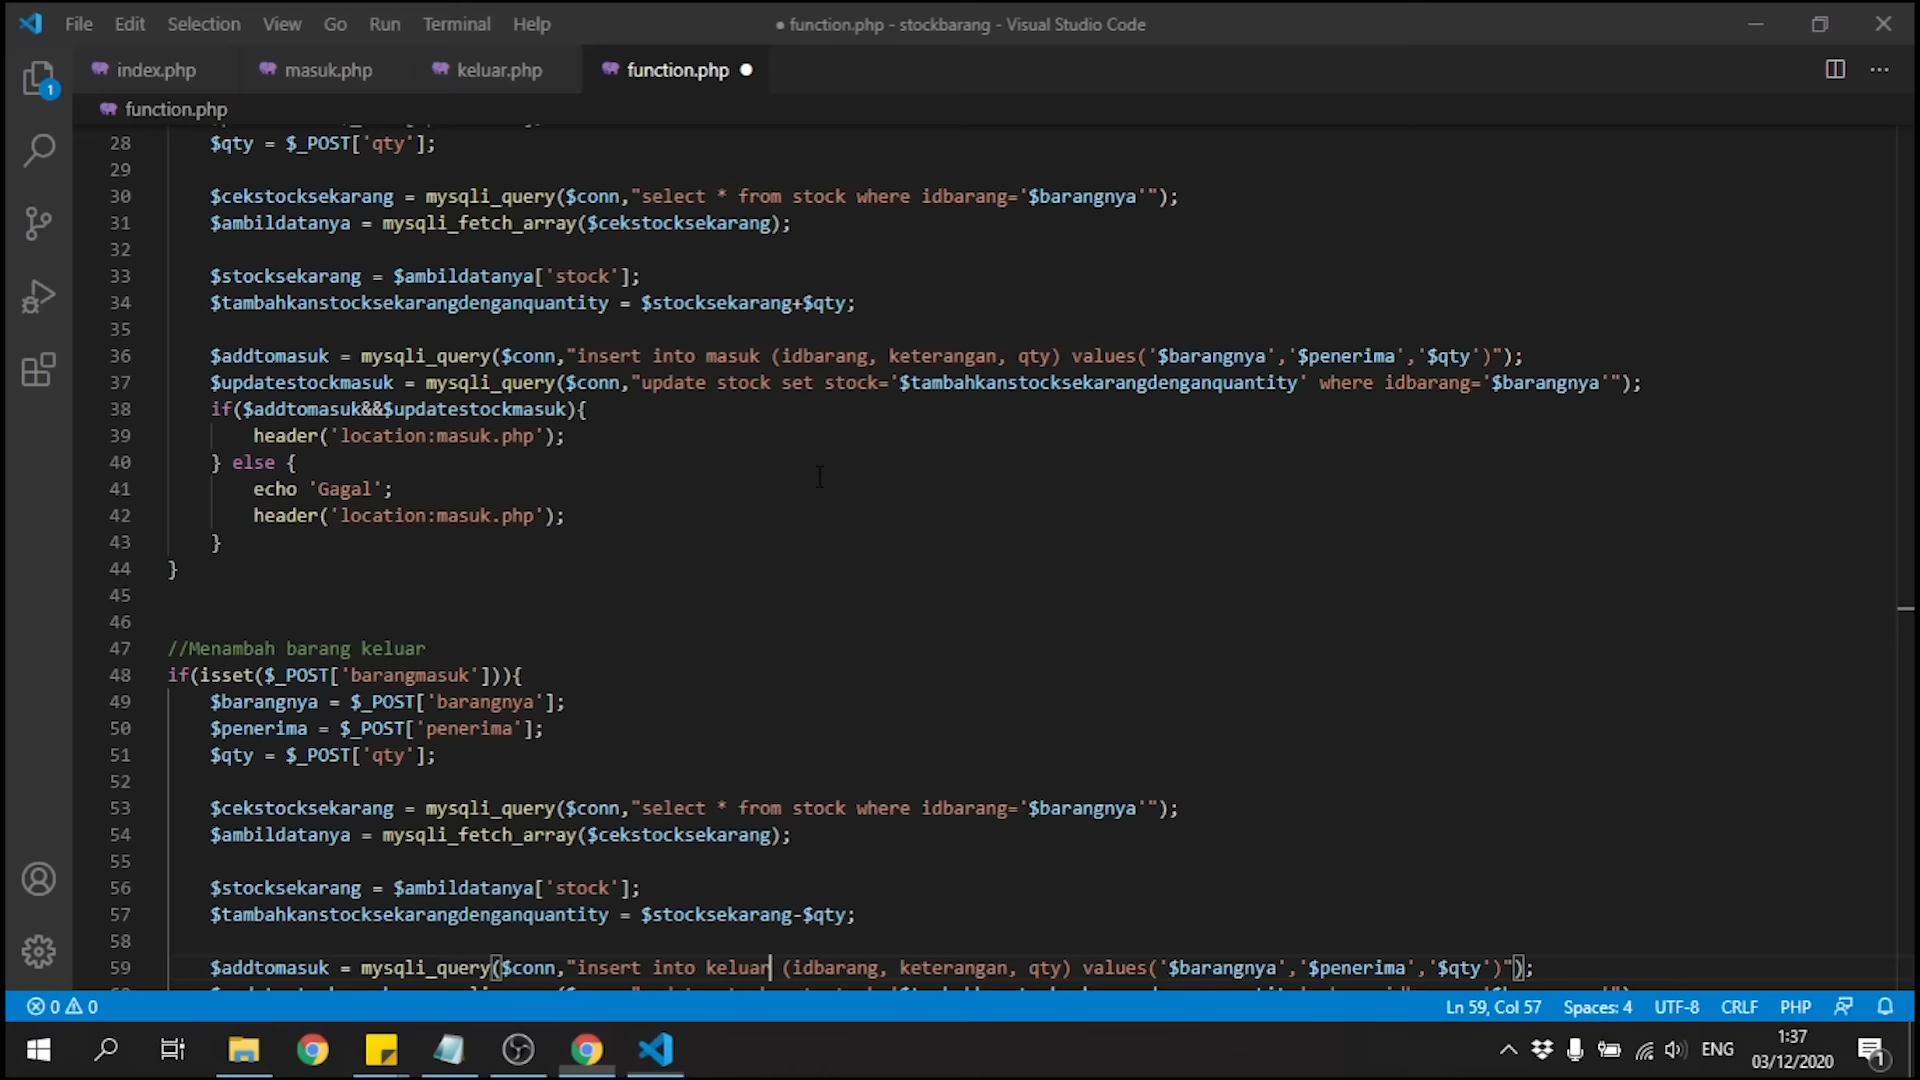 File Edit Selection View Go Run Terminal Help
● function.php - stockbarang - Visual Studio Code
index.php masuk.php keluar.php function.php ●
function.php
28 $qty = $_POST['qty'];
29
30 $cekstocksekarang = mysqli_query($conn,"select * from stock where idbarang='$barangnya'");
31 $ambildatanya = mysqli_fetch_array($cekstocksekarang);
32
33 $stocksekarang = $ambildatanya['stock'];
34 $tambahkanstocksekarangdenganquantity = $stocksekarang+$qty;
35
36 $addtomasuk = mysqli_query($conn,"insert into masuk (idbarang, keterangan, qty) values('$barangnya','$penerima','$qty')");
37 $updatestockmasuk = mysqli_query($conn,"update stock set stock='$tambahkanstocksekarangdenganquantity' where idbarang='$barangnya'");
38 if($addtomasuk&&$updatestockmasuk){
39 header('location:masuk.php');
40 } else {
41 echo 'Gagal';
42 header('location:masuk.php');
43 }
44 }
45
46
47 //Menambah barang keluar
48 if(isset($_POST['barangmasuk'])){
49 $barangnya = $_POST['barangnya'];
50 $penerima = $_POST['penerima'];
51 $qty = $_POST['qty'];
52
53 $cekstocksekarang = mysqli_query($conn,"select * from stock where idbarang='$barangnya'");
54 $ambildatanya = mysqli_fetch_array($cekstocksekarang);
55
56 $stocksekarang = $ambildatanya['stock'];
57 $tambahkanstocksekarangdenganquantity = $stocksekarang-$qty;
58
59 $addtomasuk = mysqli_query($conn,"insert into keluar (idbarang, keterangan, qty) values('$barangnya','$penerima','$qty')");
1
0 0 Ln 59, Col 57 Spaces: 4 UTF-8 CRLF PHP
ENG 1:37
03/12/2020
1